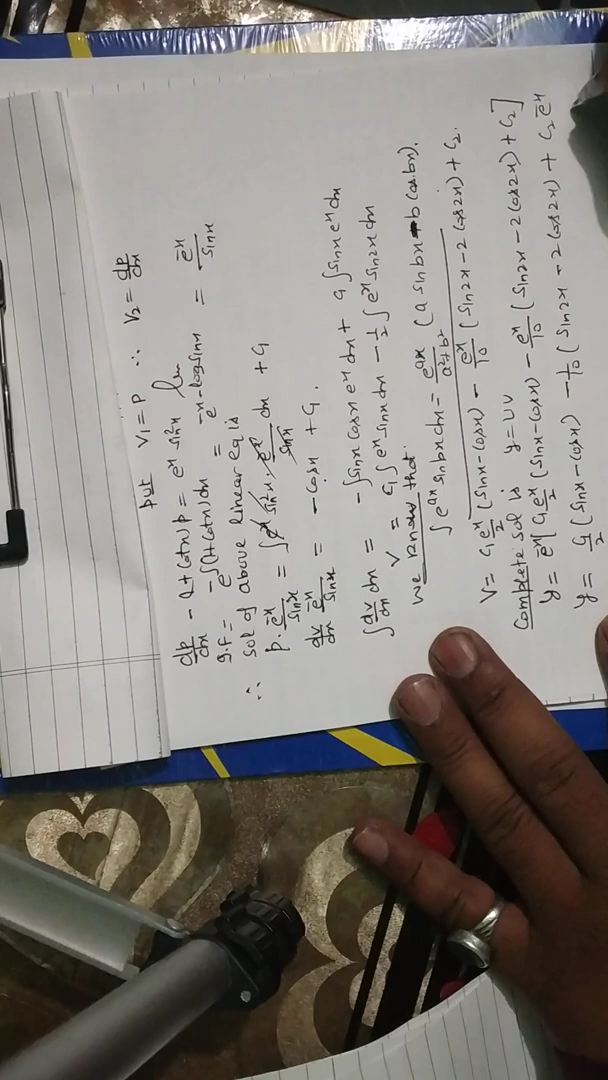 put v₁ = p ∴ v₂ = dp/dx
dp/dx - (1+cotx)p = eˣ sin²x
I.F = e^-∫(1+cotx)dx = e^-x-logsinx = e⁻ˣ/sinx
∴ sol of above linear eq is
p. e⁻ˣ/sinx = ∫eˣ sin²x. e⁻ˣ/sinx dx + C₁
dv/dx e⁻ˣ/sinx = -cosx + C₁.
∫dv/dx dx = -∫sinx cosx eˣ dx + C₁∫sinx eˣ dx
v = C₁∫eˣ sinx dx - 1/2 ∫eˣ sin2x dx
we know that
∫e^ax sinbx dx = e^ax/a²+b² (a sinbx - b cosbx).
v = C₁ eˣ/2 (sinx - cosx) - eˣ/10 (sin2x - 2cos2x) + C₂.
Complete sol is y = uv
y = e⁻ˣ[C₁ eˣ/2 (sinx - cosx) - eˣ/10 (sin2x - 2cos2x) + C₂]
y = C₁/2 (sinx - cosx) - 1/10 (sin2x - 2cos2x) + C₂ e⁻ˣ